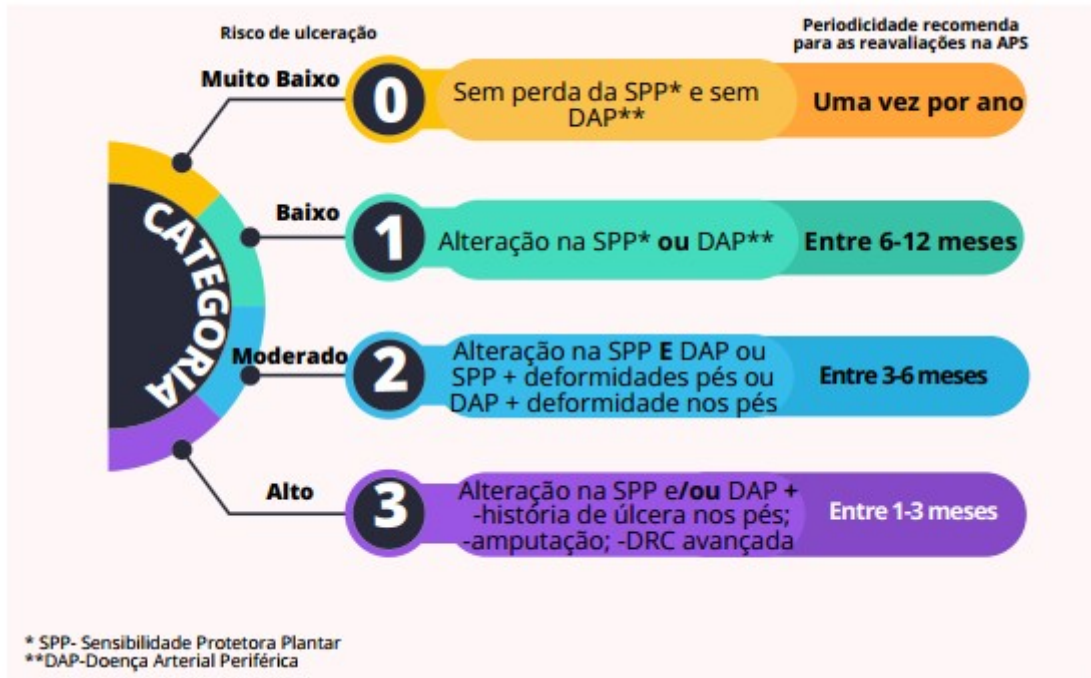 Risco de ulceração
Periodicidade recomenda
para as reavaliações na APS
CATEGORIA
Muito Baixo
0
Sem perda da SPP* e sem
DAP**
Uma vez por ano
Baixo
1
Alteração na SPP* ou DAP**
Entre 6-12 meses
Moderado
2
Alteração na SPP E DAP ou
SPP + deformidades pés ou
DAP + deformidade nos pés
Entre 3-6 meses
Alto
3
Alteração na SPP e/ou DAP +
-história de úlcera nos pés;
-amputação; -DRC avançada
Entre 1-3 meses
* SPP- Sensibilidade Protetora Plantar
**DAP-Doença Arterial Periférica